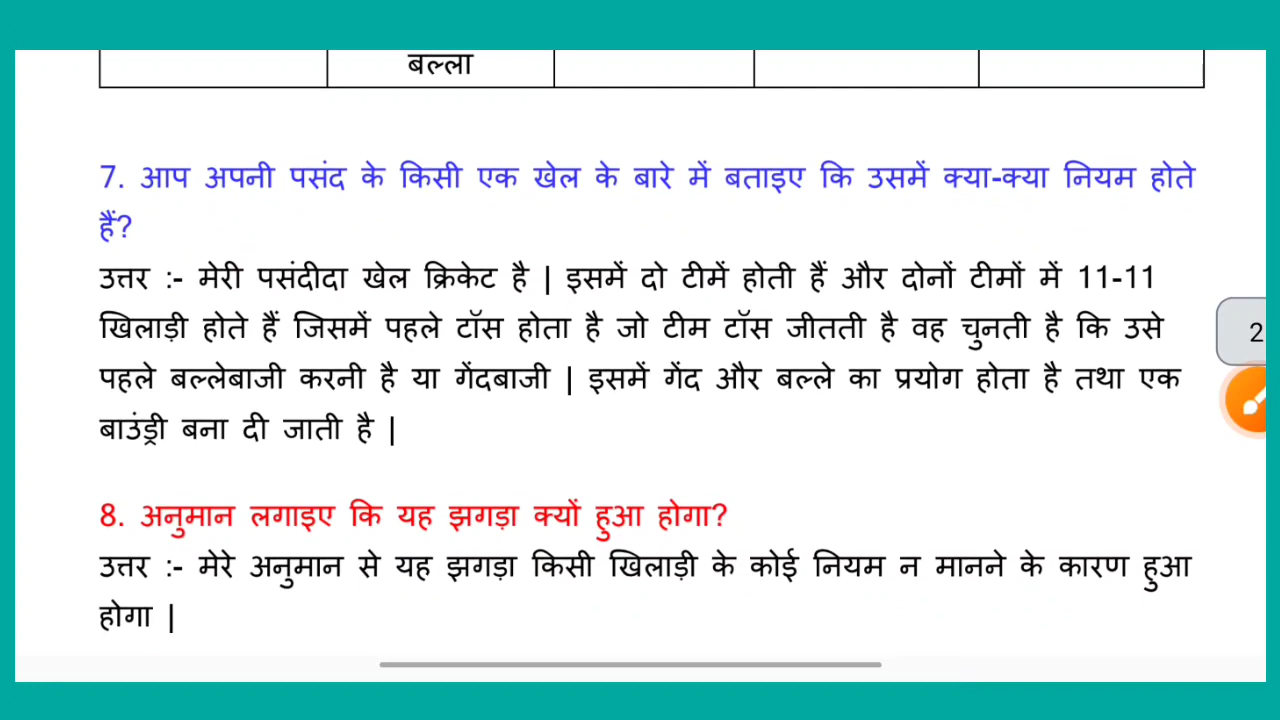 बल्ला
7. आप अपनी पसंद के किसी एक खेल के बारे में बताइए कि उसमें क्या-क्या नियम होते
हैं?
उत्तर :- मेरी पसंदीदा खेल क्रिकेट है | इसमें दो टीमें होती हैं और दोनों टीमों में 11-11
खिलाड़ी होते हैं जिसमें पहले टॉस होता है जो टीम टॉस जीतती है वह चुनती है कि उसे
पहले बल्लेबाजी करनी है या गेंदबाजी | इसमें गेंद और बल्ले का प्रयोग होता है तथा एक
बाउंड्री बना दी जाती है |
2
8. अनुमान लगाइए कि यह झगड़ा क्यों हुआ होगा?
उत्तर :- मेरे अनुमान से यह झगड़ा किसी खिलाड़ी के कोई नियम न मानने के कारण हुआ
होगा |